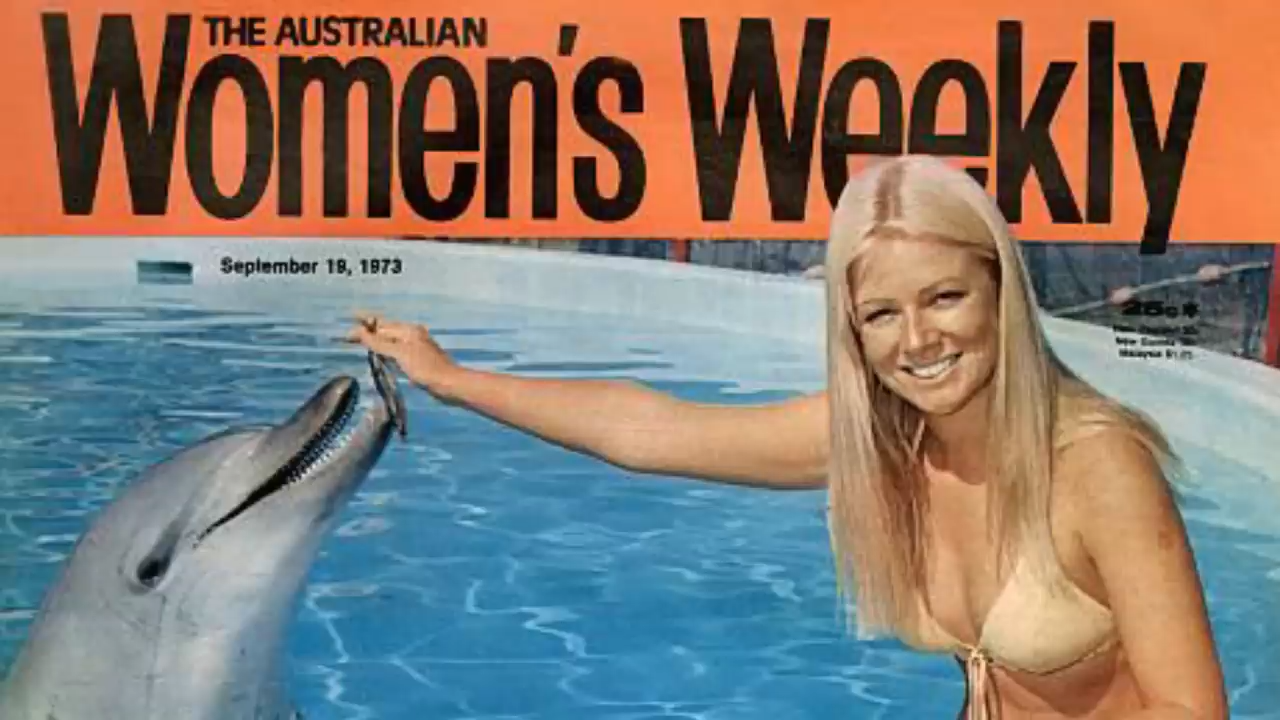 THE AUSTRALIAN
Women's Weekly
September 19, 1973
25c*